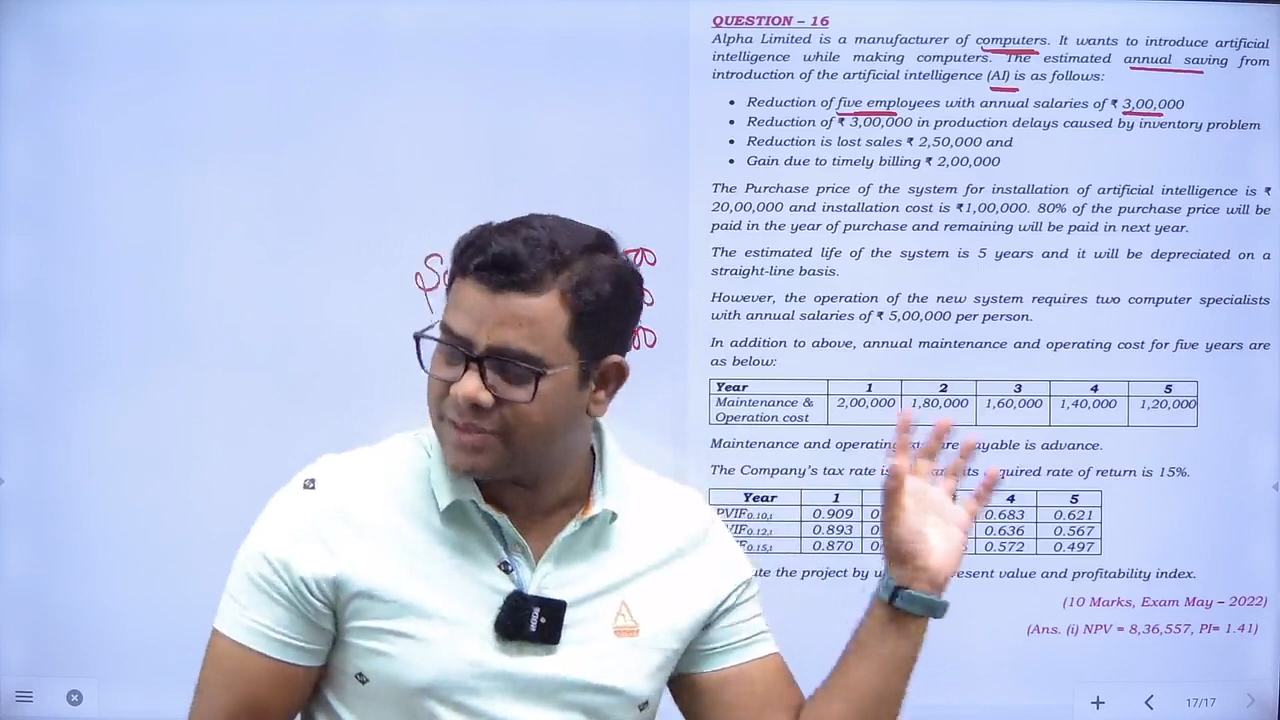 QUESTION – 16
Alpha Limited is a manufacturer of computers. It wants to introduce artificial
intelligence while making computers. The estimated annual saving from
introduction of the artificial intelligence (AI) is as follows:
• Reduction of five employees with annual salaries of ₹ 3,00,000
• Reduction of ₹ 3,00,000 in production delays caused by inventory problem
• Reduction is lost sales ₹ 2,50,000 and
• Gain due to timely billing ₹ 2,00,000
The Purchase price of the system for installation of artificial intelligence is ₹
20,00,000 and installation cost is ₹1,00,000. 80% of the purchase price will be
paid in the year of purchase and remaining will be paid in next year.
The estimated life of the system is 5 years and it will be depreciated on a
straight-line basis.
However, the operation of the new system requires two computer specialists
with annual salaries of ₹ 5,00,000 per person.
In addition to above, annual maintenance and operating cost for five years are
as below:
Year 1 2 3 4 5
Maintenance & 2,00,000 1,80,000 1,60,000 1,40,000 1,20,000
Operation cost
Maintenance and operating payable is advance.
The Company's tax rate is its required rate of return is 15%.
Year 1 4 5
PVIF0.10,t 0.909 0.683 0.621
0.12,t 0.893 0.636 0.567
0.15,t 0.870 0.572 0.497
the project by present value and profitability index.
(10 Marks, Exam May – 2022)
(Ans. (i) NPV = 8,36,557, PI= 1.41)
17/17